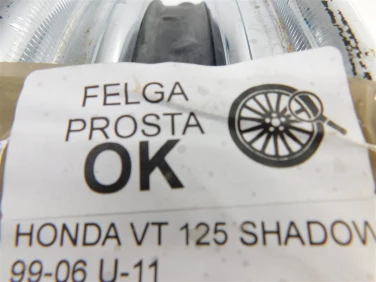 FELGA
PROSTA
OK
HONDA VT 125 SHADOW
99-06 U-11